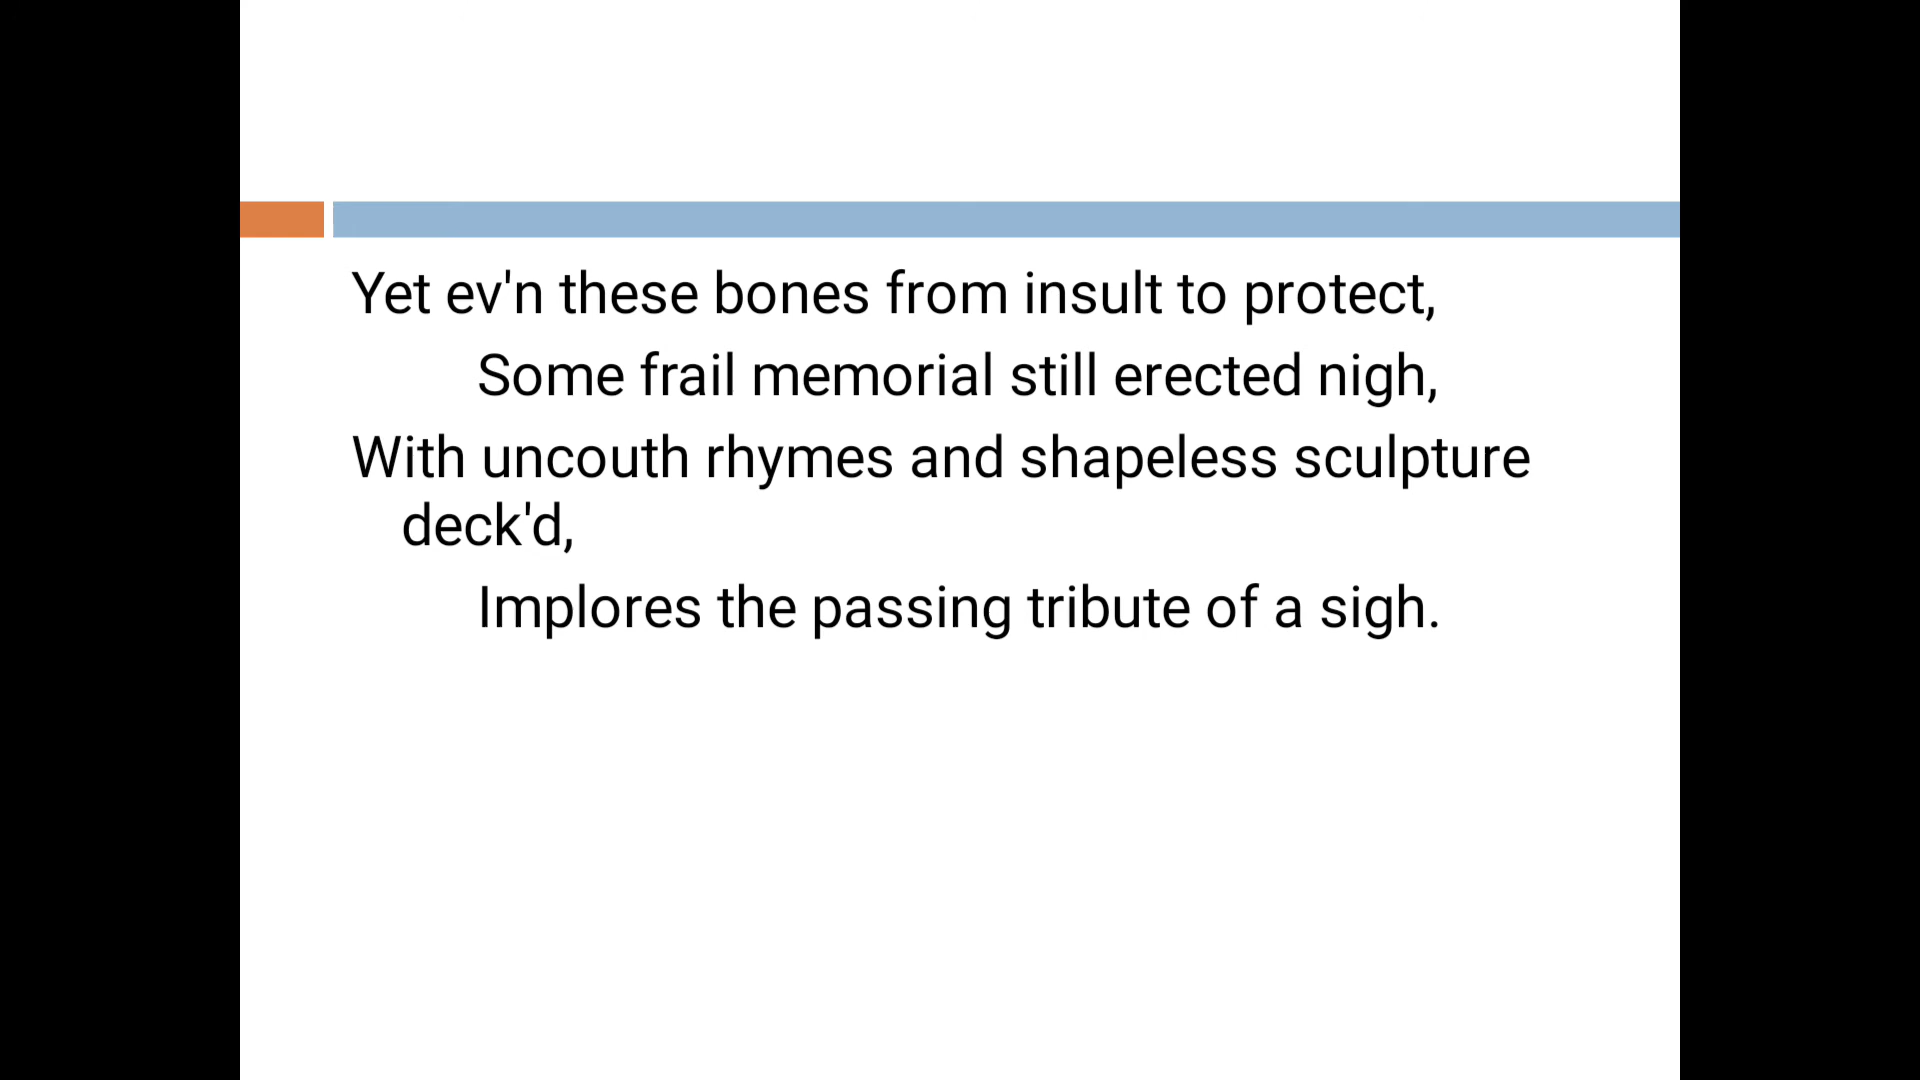 Yet ev'n these bones from insult to protect,
Some frail memorial still erected nigh,
With uncouth rhymes and shapeless sculpture
deck'd,
Implores the passing tribute of a sigh.